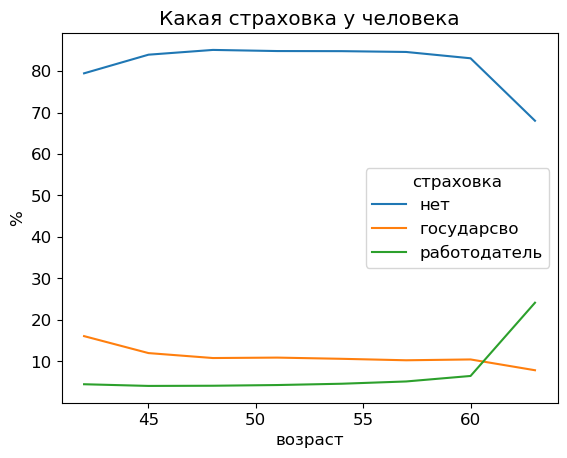 Какая страховка у человека
%
80
70
60
50
40
30
20
10
страховка
нет
государсво
работодатель
45
50
55
60
возраст